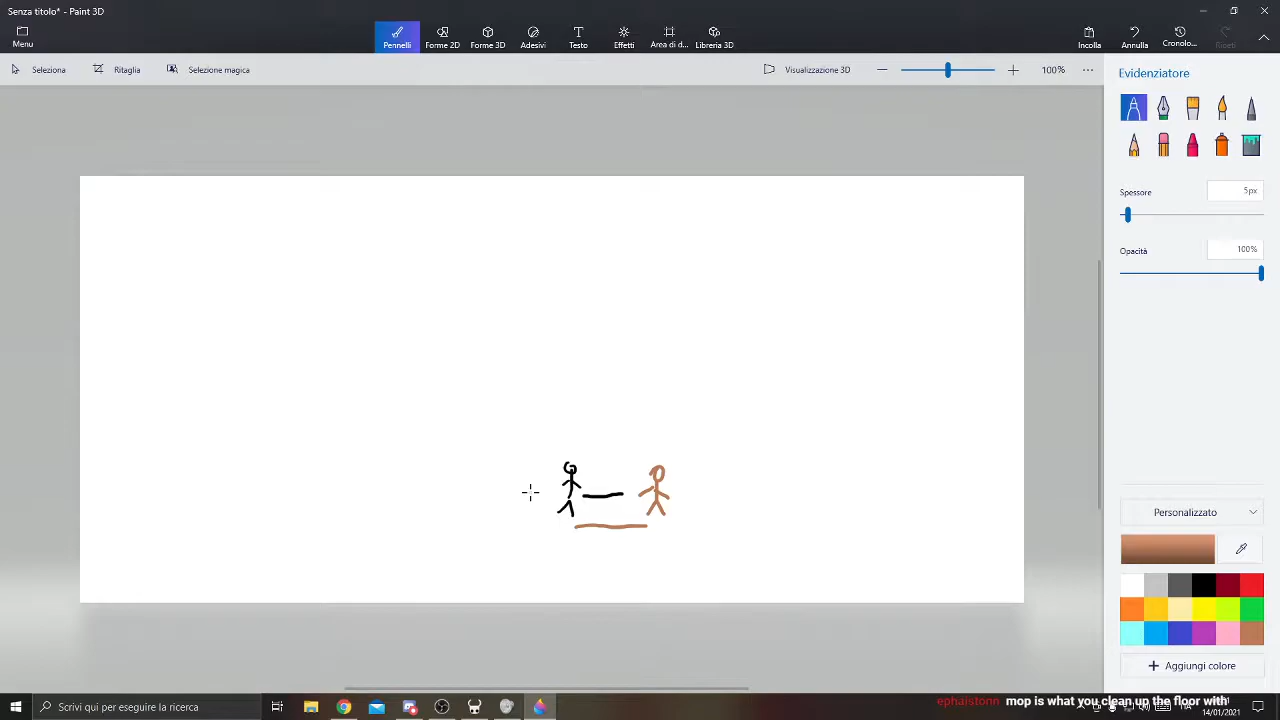 Senza titolo* - Paint 3D
Menu
Pennelli
Forme 2D
Forme 3D
Adesivi
Testo
Effetti
Area di d...
Libreria 3D
Incolla
Annulla
Cronolo...
Seleziona
Ritaglia
Selezione magica
Visualizzazione 3D
100%
Evidenziatore
Spessore
5px
Opacità
100%
Personalizzato
Aggiungi colore
Scrivi qui per eseguire la ricerca
ephaistonn mop is what you clean up the floor with
14/01/2021